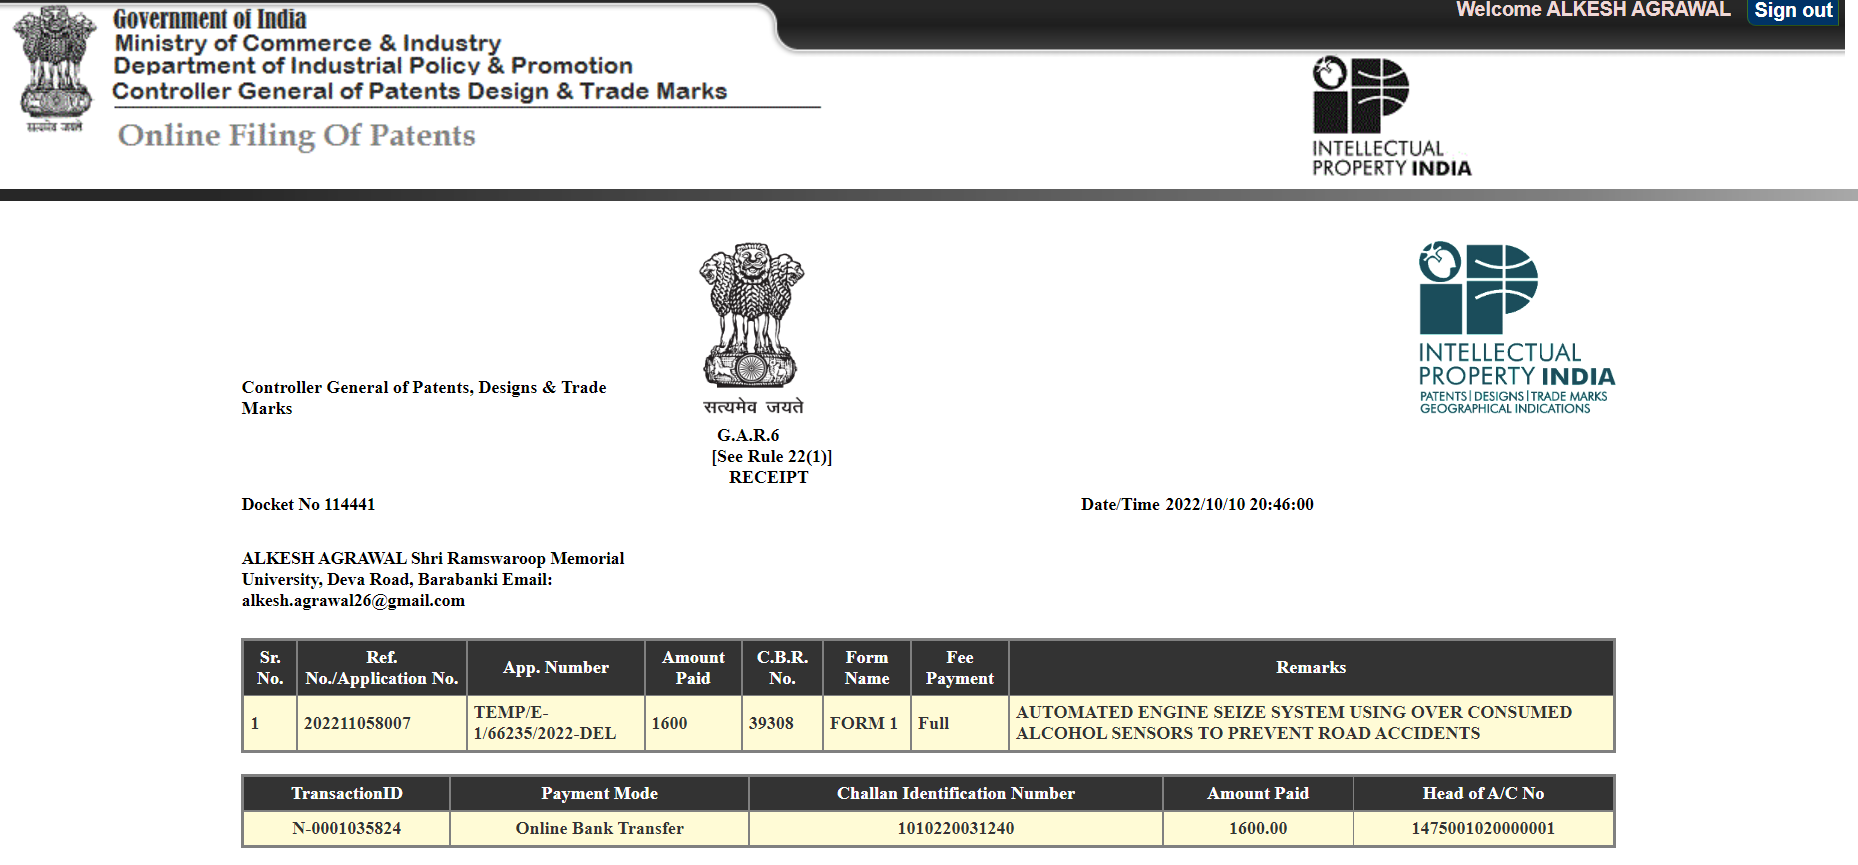 Welcome ALKESH AGRAWAL
Sign out
Government of India
Ministry of Commerce & Industry
Department of Industrial Policy & Promotion
Controller General of Patents Design & Trade Marks
सत्यमेव जयते
Online Filing Of Patents
INTELLECTUAL
PROPERTY INDIA
Controller General of Patents, Designs & Trade
Marks
सत्यमेव जयते
G.A.R.6
[See Rule 22(1)]
RECEIPT
INTELLECTUAL
PROPERTY INDIA
PATENTS | DESIGNS | TRADE MARKS
GEOGRAPHICAL INDICATIONS
Docket No 114441
Date/Time 2022/10/10 20:46:00
ALKESH AGRAWAL Shri Ramswaroop Memorial
University, Deva Road, Barabanki Email:
alkesh.agrawal26@gmail.com
Sr. No. Ref. No./Application No. App. Number Amount Paid C.B.R. No. Form Name Fee Payment Remarks
1 202211058007 TEMP/E-1/66235/2022-DEL 1600 39308 FORM 1 Full AUTOMATED ENGINE SEIZE SYSTEM USING OVER CONSUMED ALCOHOL SENSORS TO PREVENT ROAD ACCIDENTS
TransactionID Payment Mode Challan Identification Number Amount Paid Head of A/C No
N-0001035824 Online Bank Transfer 1010220031240 1600.00 1475001020000001